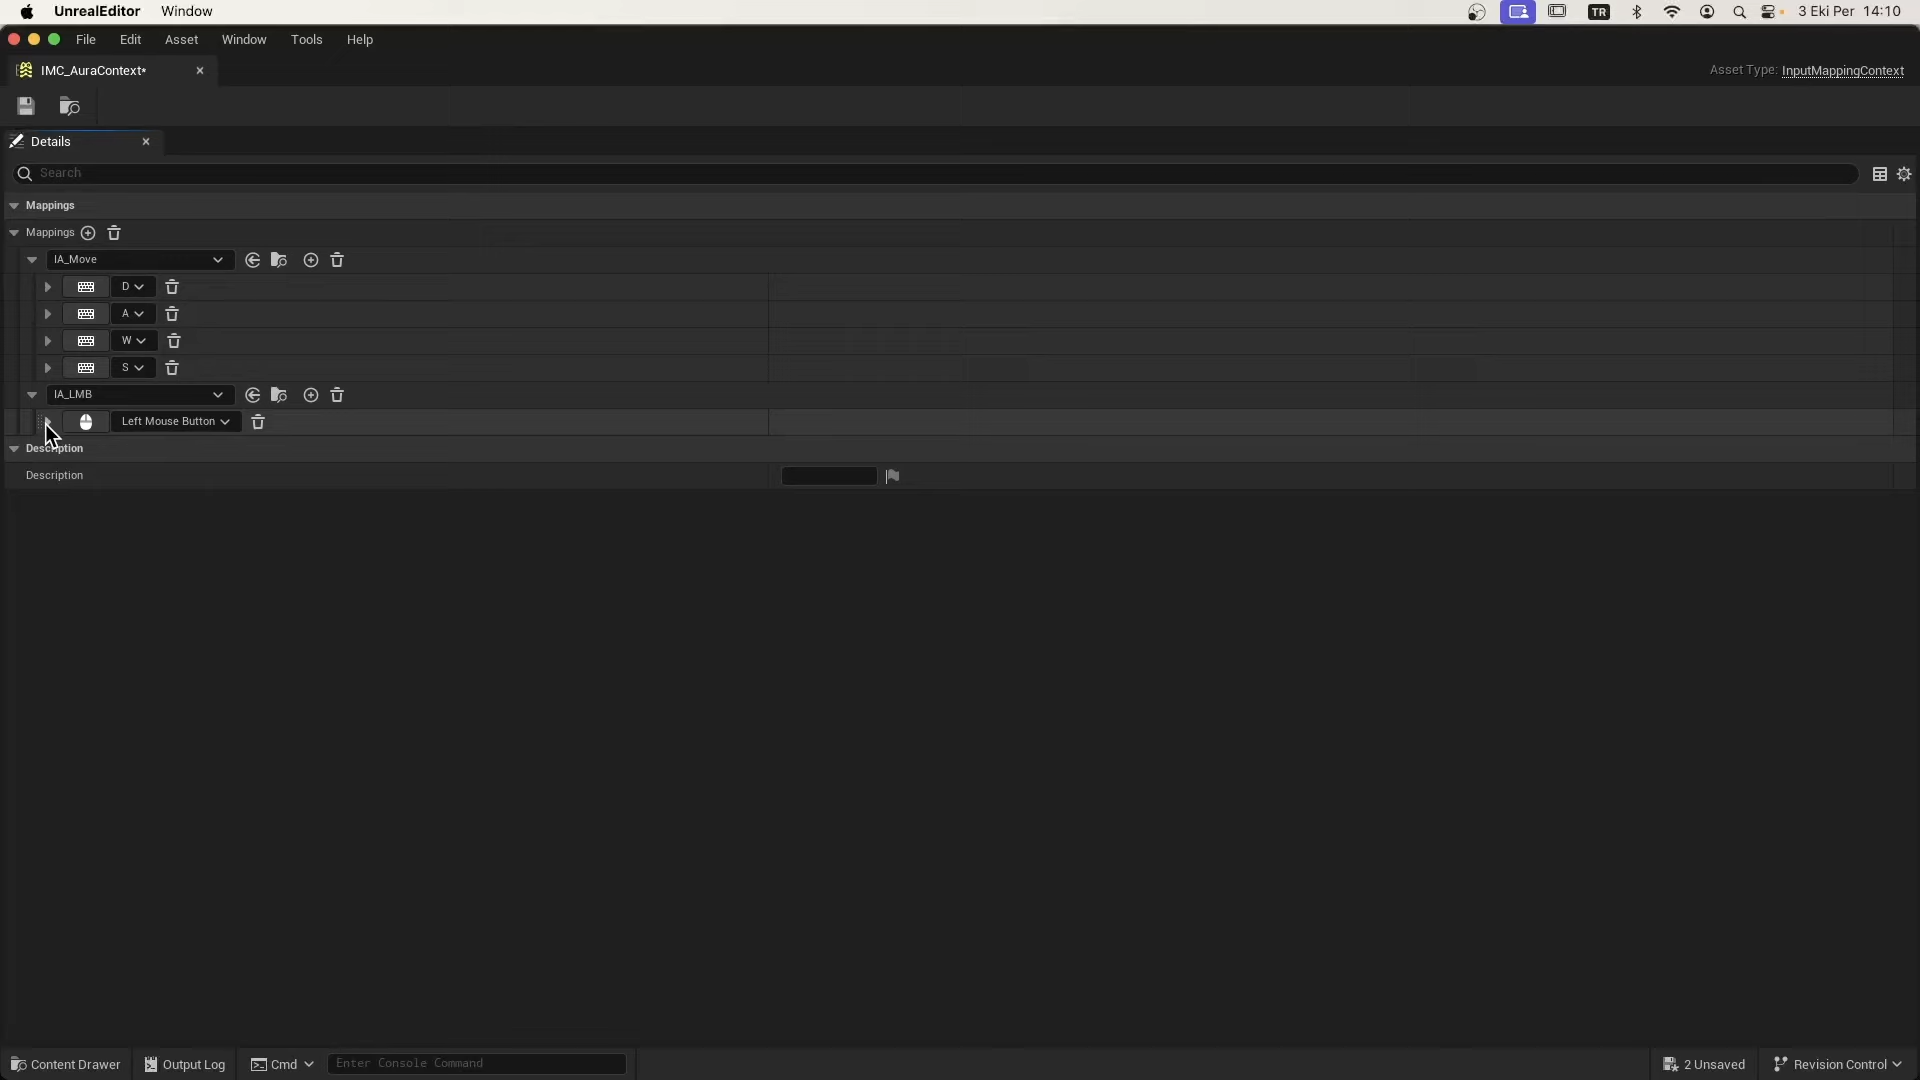 UnrealEditor Window TR 3 Eki Per 14:10
File Edit Asset Window Tools Help
IMC_AuraContext* Asset Type: InputMappingContext
Details
Search
Mappings
Mappings
IA_Move
D
A
W
S
IA_LMB
Left Mouse Button
Description
Description
Content Drawer Output Log Cmd Enter Console Command 2 Unsaved Revision Control